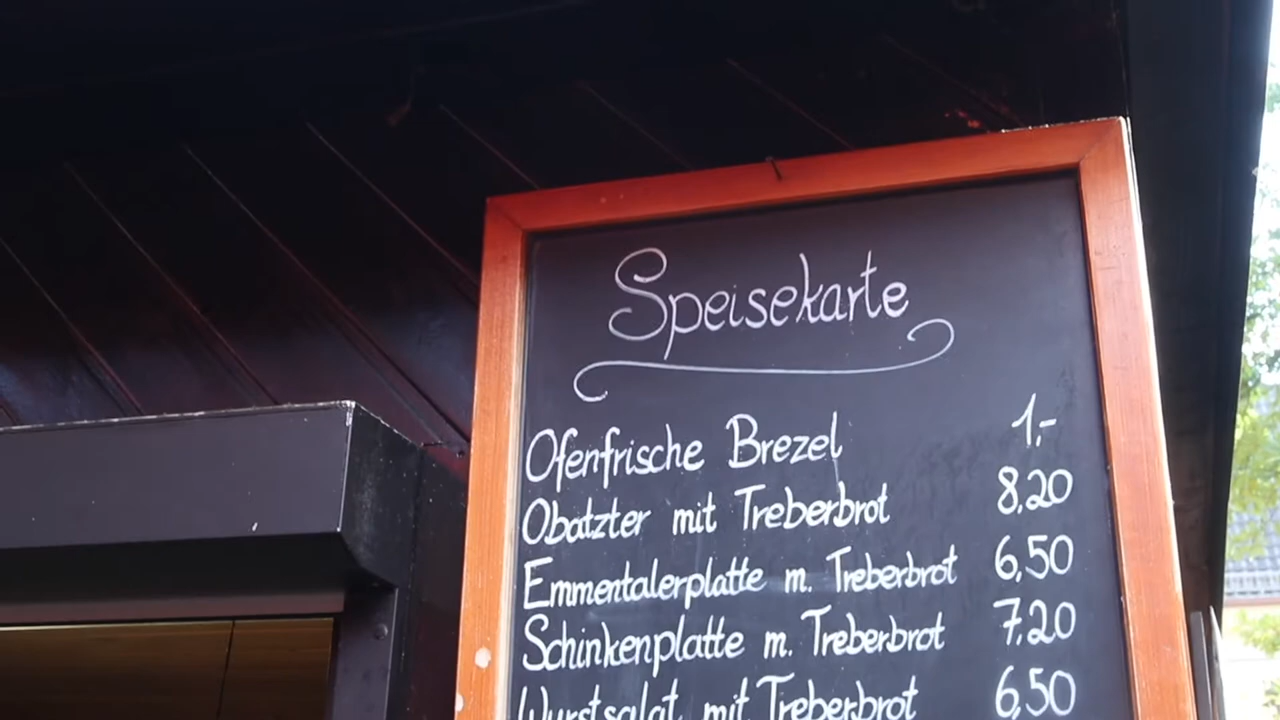 Speisekarte
Ofenfrische Brezel 1,-
Obatzter mit Treberbrot 8,20
Emmentalerplatte m. Treberbrot 6,50
Schinkenplatte m. Treberbrot 7,20
Wurstsalat mit Treberbrot 6,50